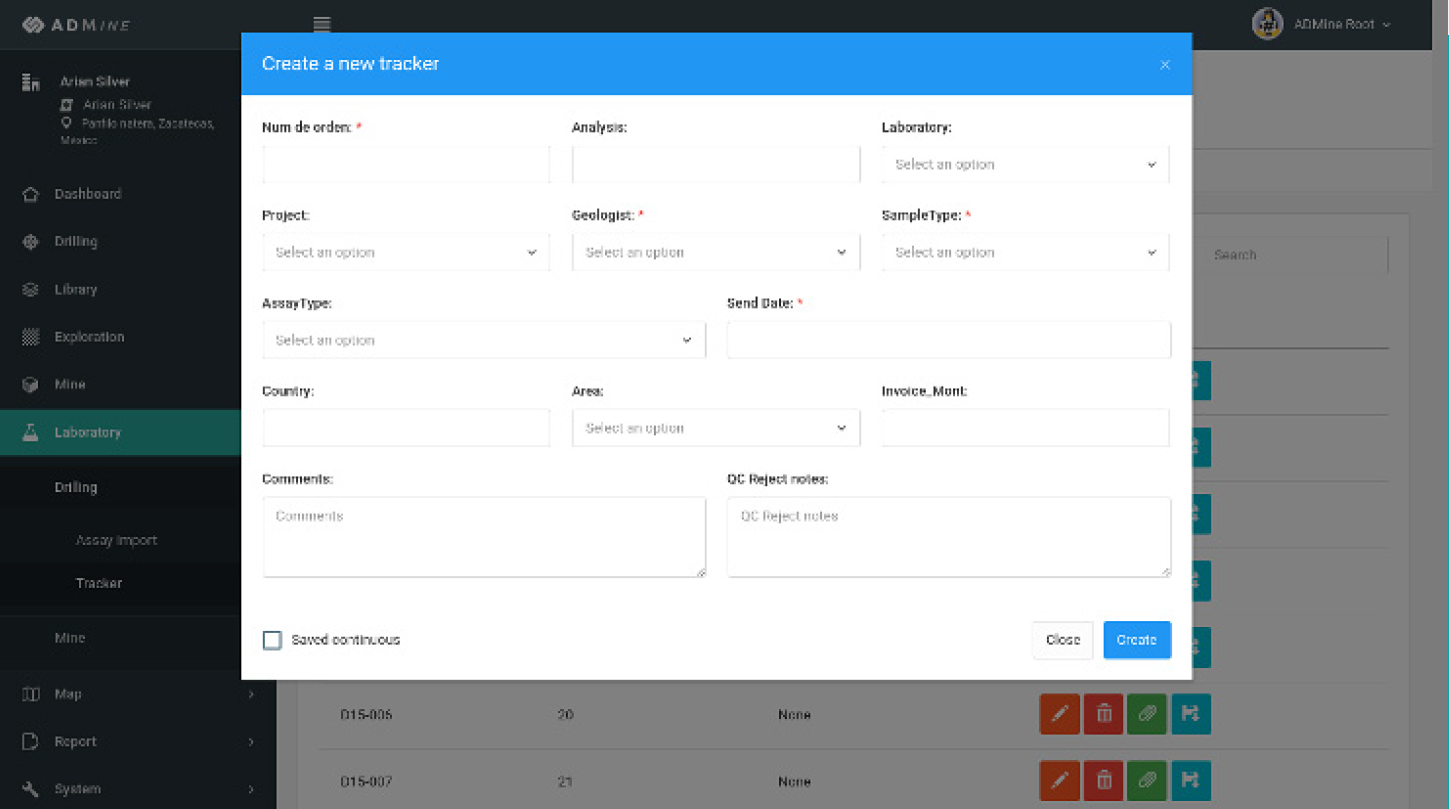 ADMINE
ADMine Root
Arian Silver
Arian Silver
Panfilo natera, Zacatecas,
México
Dashboard
Drilling
Library
Exploration
Mine
Laboratory
Drilling
Assay Import
Tracker
Mine
Map
Report
System
Create a new tracker
×
Num de orden: * Analysis: Laboratory:
Select an option
Project: Geologist: * SampleType: *
Select an option Select an option Select an option
AssayType: Send Date: *
Select an option
Country: Area: Invoice_Mont:
Select an option
Comments: QC Reject notes:
Comments QC Reject notes
Saved continuous Close Create
Search
D15-006 20 None
D15-007 21 None